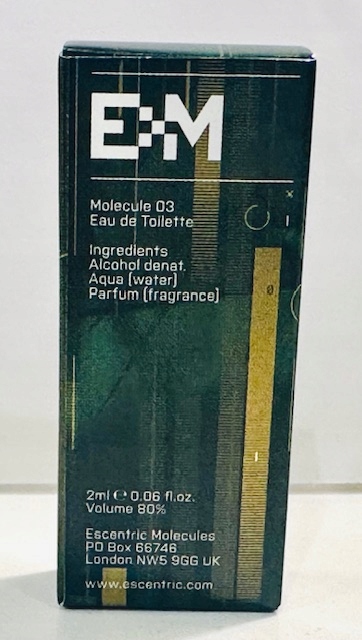 E×M
Molecule 03
Eau de Toilette
Ingredients
Alcohol denat.
Aqua (water)
Parfum (fragrance)
0
2ml ℮ 0.06 fl.oz.
Volume 80%
Escentric Molecules
PO Box 66746
London NW5 9GG UK
www.escentric.com